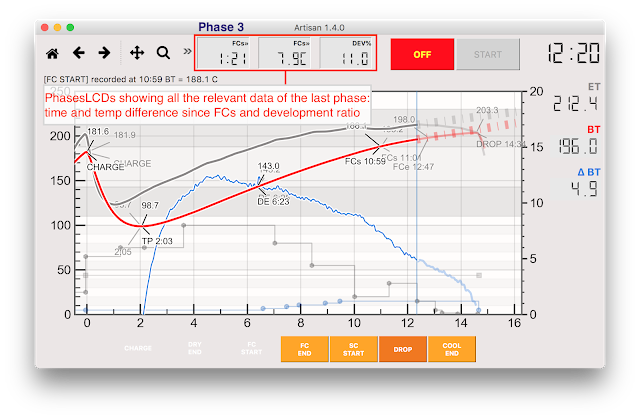 Phase 3
Artisan 1.4.0
FCs»
1:21
FCs»
7.9C
DEV%
11.0
OFF
START
12:20
[FC START] recorded at 10:59 BT = 188.1 C
PhasesLCDs showing all the relevant data of the last phase:
time and temp difference since FCs and development ratio
ET
212.4
BT
196.0
Δ BT
4.9
250
200
150
100
50
0
20
15
10
5
0
0
2
4
6
8
10
12
14
16
181.6
181.9
CHARGE
CHARGE
98.7
TP 2:03
2:05
143.0
DE 6:23
FCs 10:59
FCs 11:04
FCe 12:47
198.0
203.3
DROP 14:34
CHARGE
DRY
END
FC
START
FC
END
SC
START
DROP
COOL
END